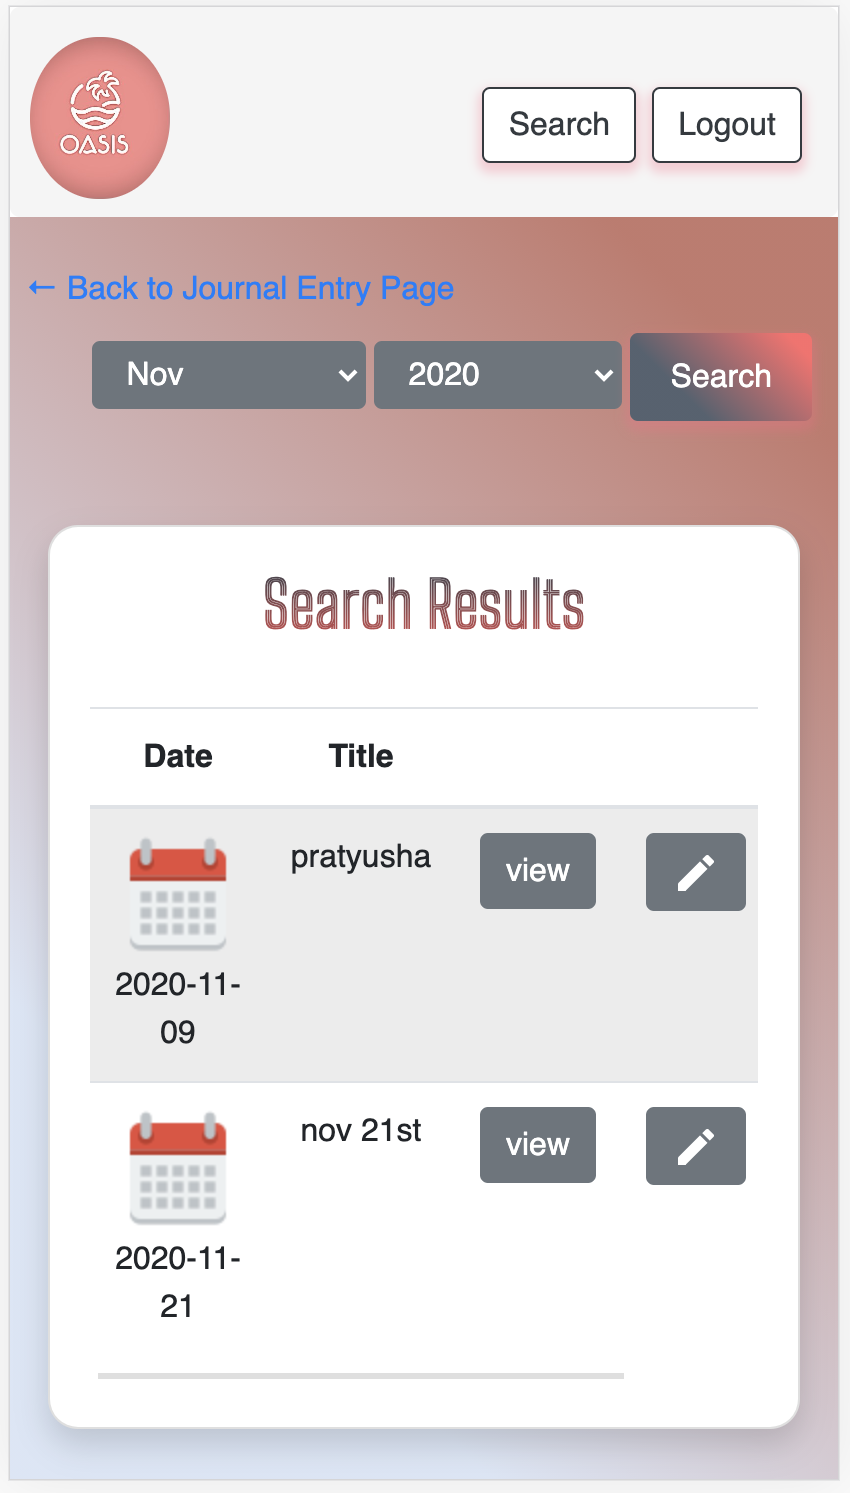 OASIS
Search
Logout
← Back to Journal Entry Page
Nov
2020
Search
Search Results
Date
Title
pratyusha
view
2020-11-
09
nov 21st
view
2020-11-
21